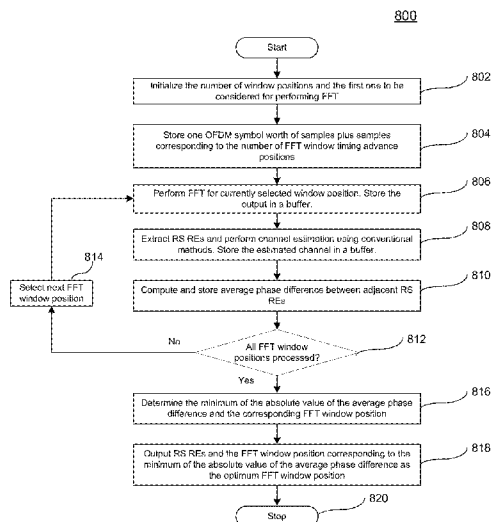 800
Start
Initialize the number of window positions and the first one to be
considered for performing FFT
802
Store one OFDM symbol worth of samples plus samples
corresponding to the number of FFT window timing advance
positions
804
Perform FFT for currently selected window position. Store the
output in a buffer.
806
Extract RS REs and perform channel estimation using conventional
methods. Store the estimated channel in a buffer.
808
814
Select next FFT
window position
Compute and store average phase difference between adjacent RS
REs
810
No
All FFT window
positions processed?
812
Yes
Determine the minimum of the absolute value of the average phase
difference and the corresponding FFT window position
816
Output RS REs and the FFT window position corresponding to the
minimum of the absolute value of the average phase difference as
the optimum FFT window position
818
820
Stop